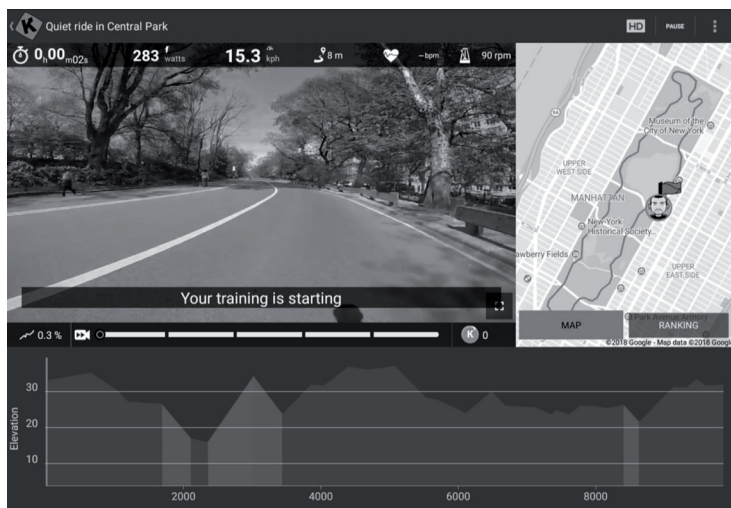 Quiet ride in Central Park
HD
PAUSE
0h00m02s
283 watts
15.3 kph
8 m
--bpm
90 rpm
Museum of the
City of New York
UPPER
WEST SIDE
MANHATTAN
New-York
Historical Society...
awberry Fields
UPPER
EAST SIDE
Park Avenue Armory
Your training is starting
MAP
RANKING
©2018 Google - Map data ©2018 Googl
0.3 %
K 0
Elevation
30
20
10
2000
4000
6000
8000